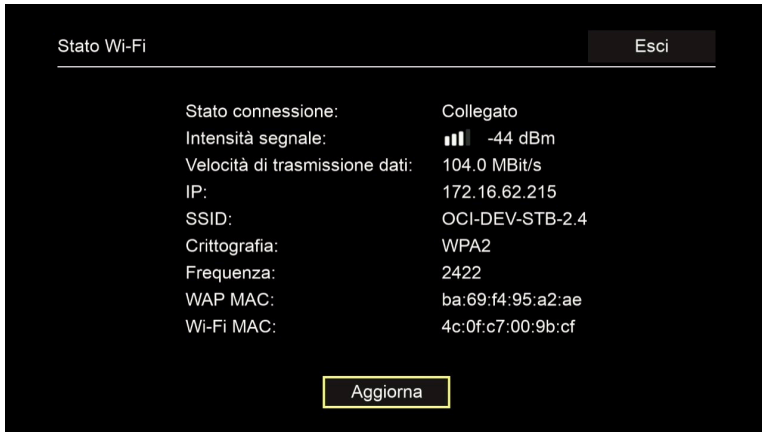 Stato Wi-Fi Esci
Stato connessione: Collegato
Intensità segnale: -44 dBm
Velocità di trasmissione dati: 104.0 MBit/s
IP: 172.16.62.215
SSID: OCI-DEV-STB-2.4
Crittografia: WPA2
Frequenza: 2422
WAP MAC: ba:69:f4:95:a2:ae
Wi-Fi MAC: 4c:0f:c7:00:9b:cf
Aggiorna